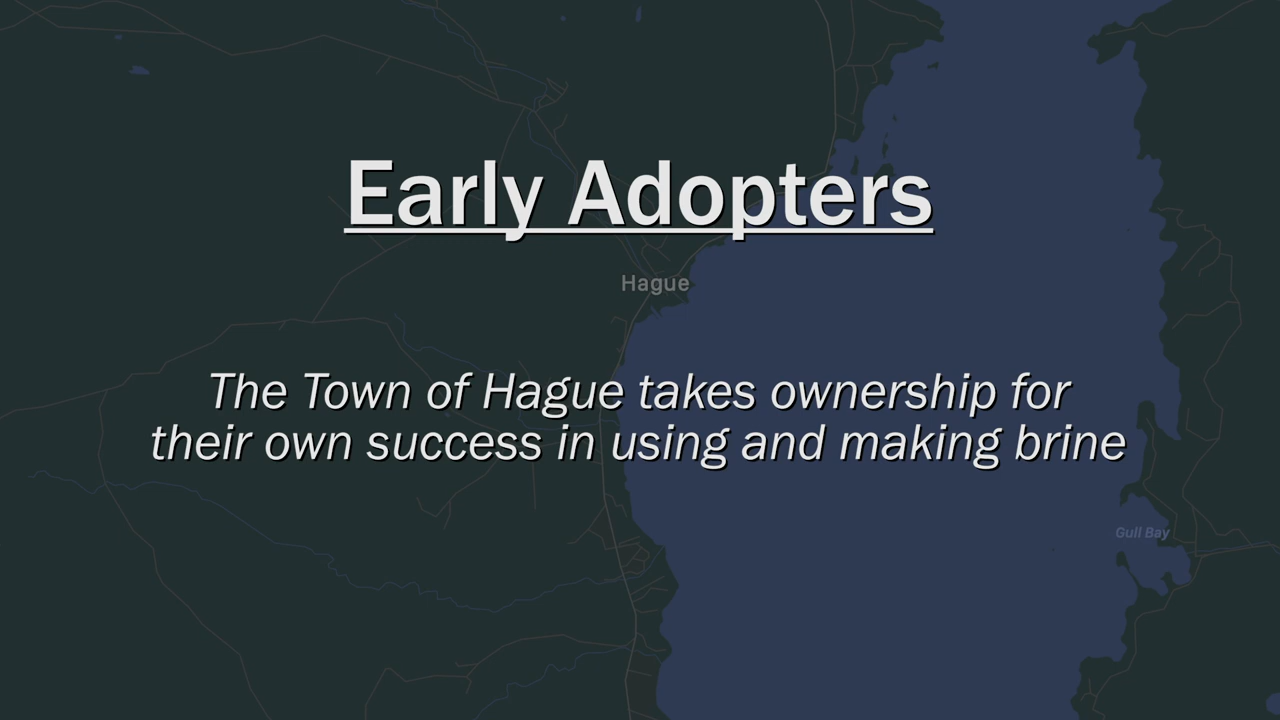 Early Adopters
Hague
The Town of Hague takes ownership for
their own success in using and making brine
Gull Bay